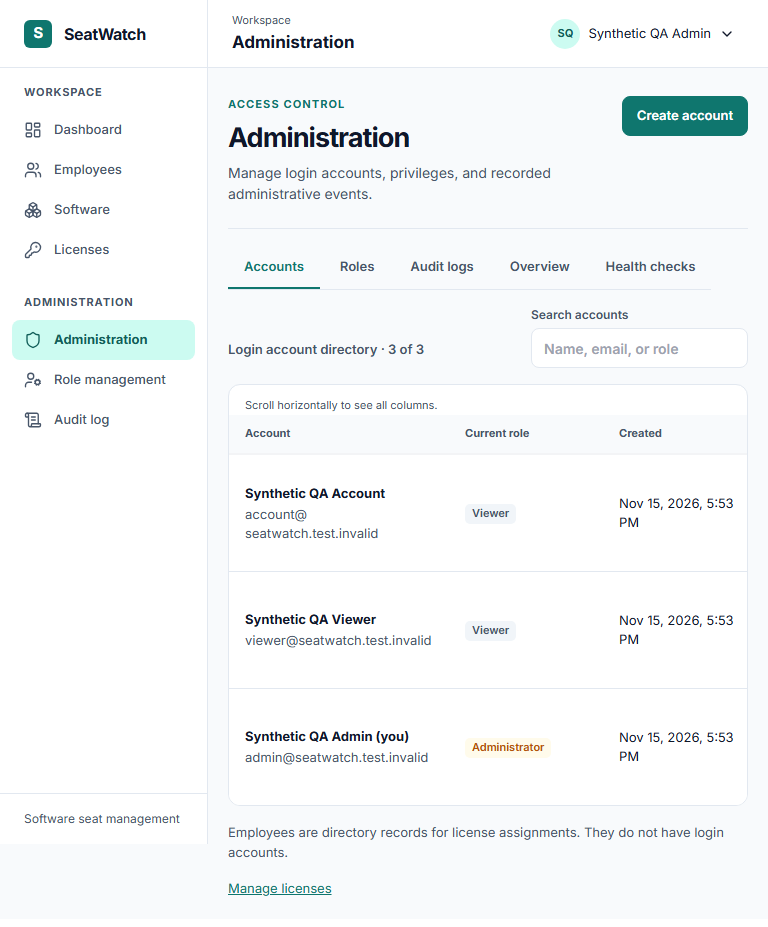 S SeatWatch
Workspace
Administration
SQ Synthetic QA Admin
WORKSPACE
Dashboard
Employees
Software
Licenses
ADMINISTRATION
Administration
Role management
Audit log
Software seat management
ACCESS CONTROL
Administration
Manage login accounts, privileges, and recorded
administrative events.
Create account
Accounts Roles Audit logs Overview Health checks
Login account directory · 3 of 3
Search accounts
Name, email, or role
Scroll horizontally to see all columns.
Account Current role Created
Synthetic QA Account
account@
seatwatch.test.invalid
Viewer
Nov 15, 2026, 5:53
PM
Synthetic QA Viewer
viewer@seatwatch.test.invalid
Viewer
Nov 15, 2026, 5:53
PM
Synthetic QA Admin (you)
admin@seatwatch.test.invalid
Administrator
Nov 15, 2026, 5:53
PM
Employees are directory records for license assignments. They do not have login
accounts.
Manage licenses